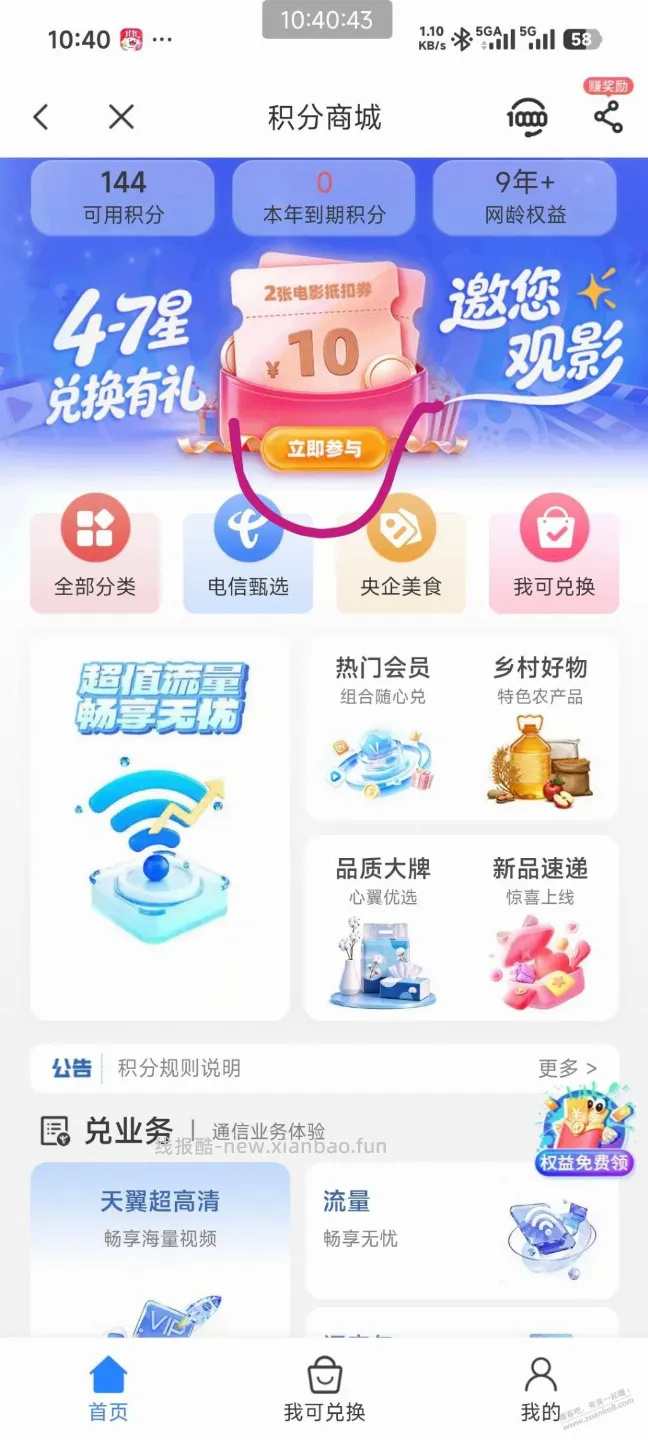 10:40:43
10:40 ··· 1.10 KB/s 5GA 5G 58
赚奖励
积分商城 10000
144 0 9年+
可用积分 本年到期积分 网龄权益
2张电影抵扣券
¥10
4-7星
兑换有礼
邀您
观影
立即参与
全部分类 电信甄选 央企美食 我可兑换
超值流量
畅享无忧
热门会员 乡村好物
组合随心兑 特色农产品
品质大牌 新品速递
心翼优选 惊喜上线
公告 积分规则说明 更多 >
兑业务 | 通信业务体验
线报酷-new.xianbao.fun
权益免费领
天翼超高清 流量
畅享海量视频 畅享无忧
VIP
首页 我可兑换 我的